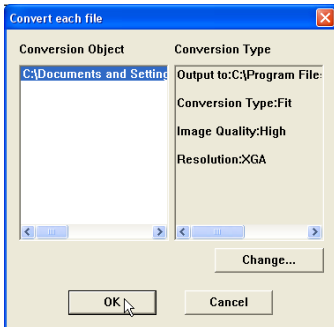 Convert each file
Conversion Object
Conversion Type
C:\Documents and Setting
Output to:C:\Program Files
Conversion Type:Fit
Image Quality:High
Resolution:XGA
Change...
OK
Cancel